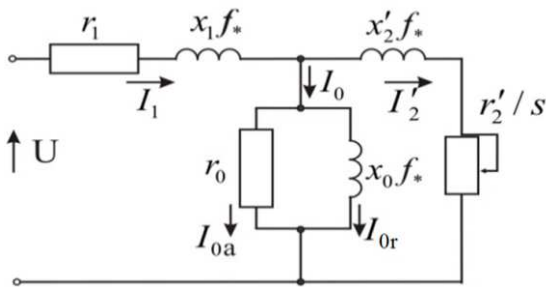 r₁
x₁f*
x′₂f*
I₁
I₀
I′₂
r′₂/s
U
r₀
x₀f*
I₀ₐ
I₀ᵣ